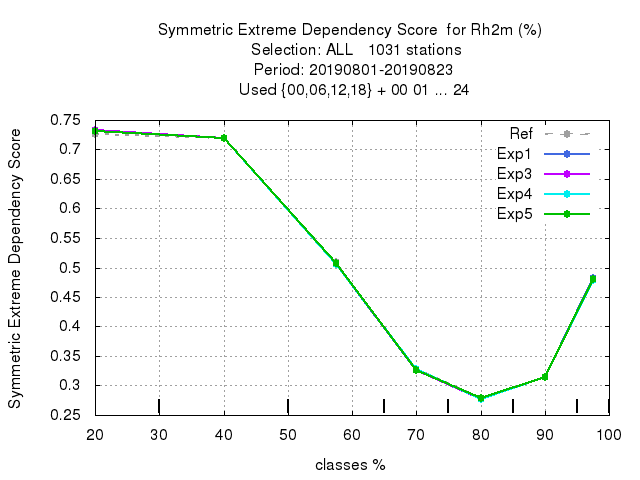 Symmetric Extreme Dependency Score  for Rh2m (%)
Selection: ALL   1031 stations
Period: 20190801-20190823
Used {00,06,12,18} + 00 01 ... 24
Symmetric Extreme Dependency Score
0.75
0.7
0.65
0.6
0.55
0.5
0.45
0.4
0.35
0.3
0.25
Ref
Exp1
Exp3
Exp4
Exp5
20 30 40 50 60 70 80 90 100
classes %